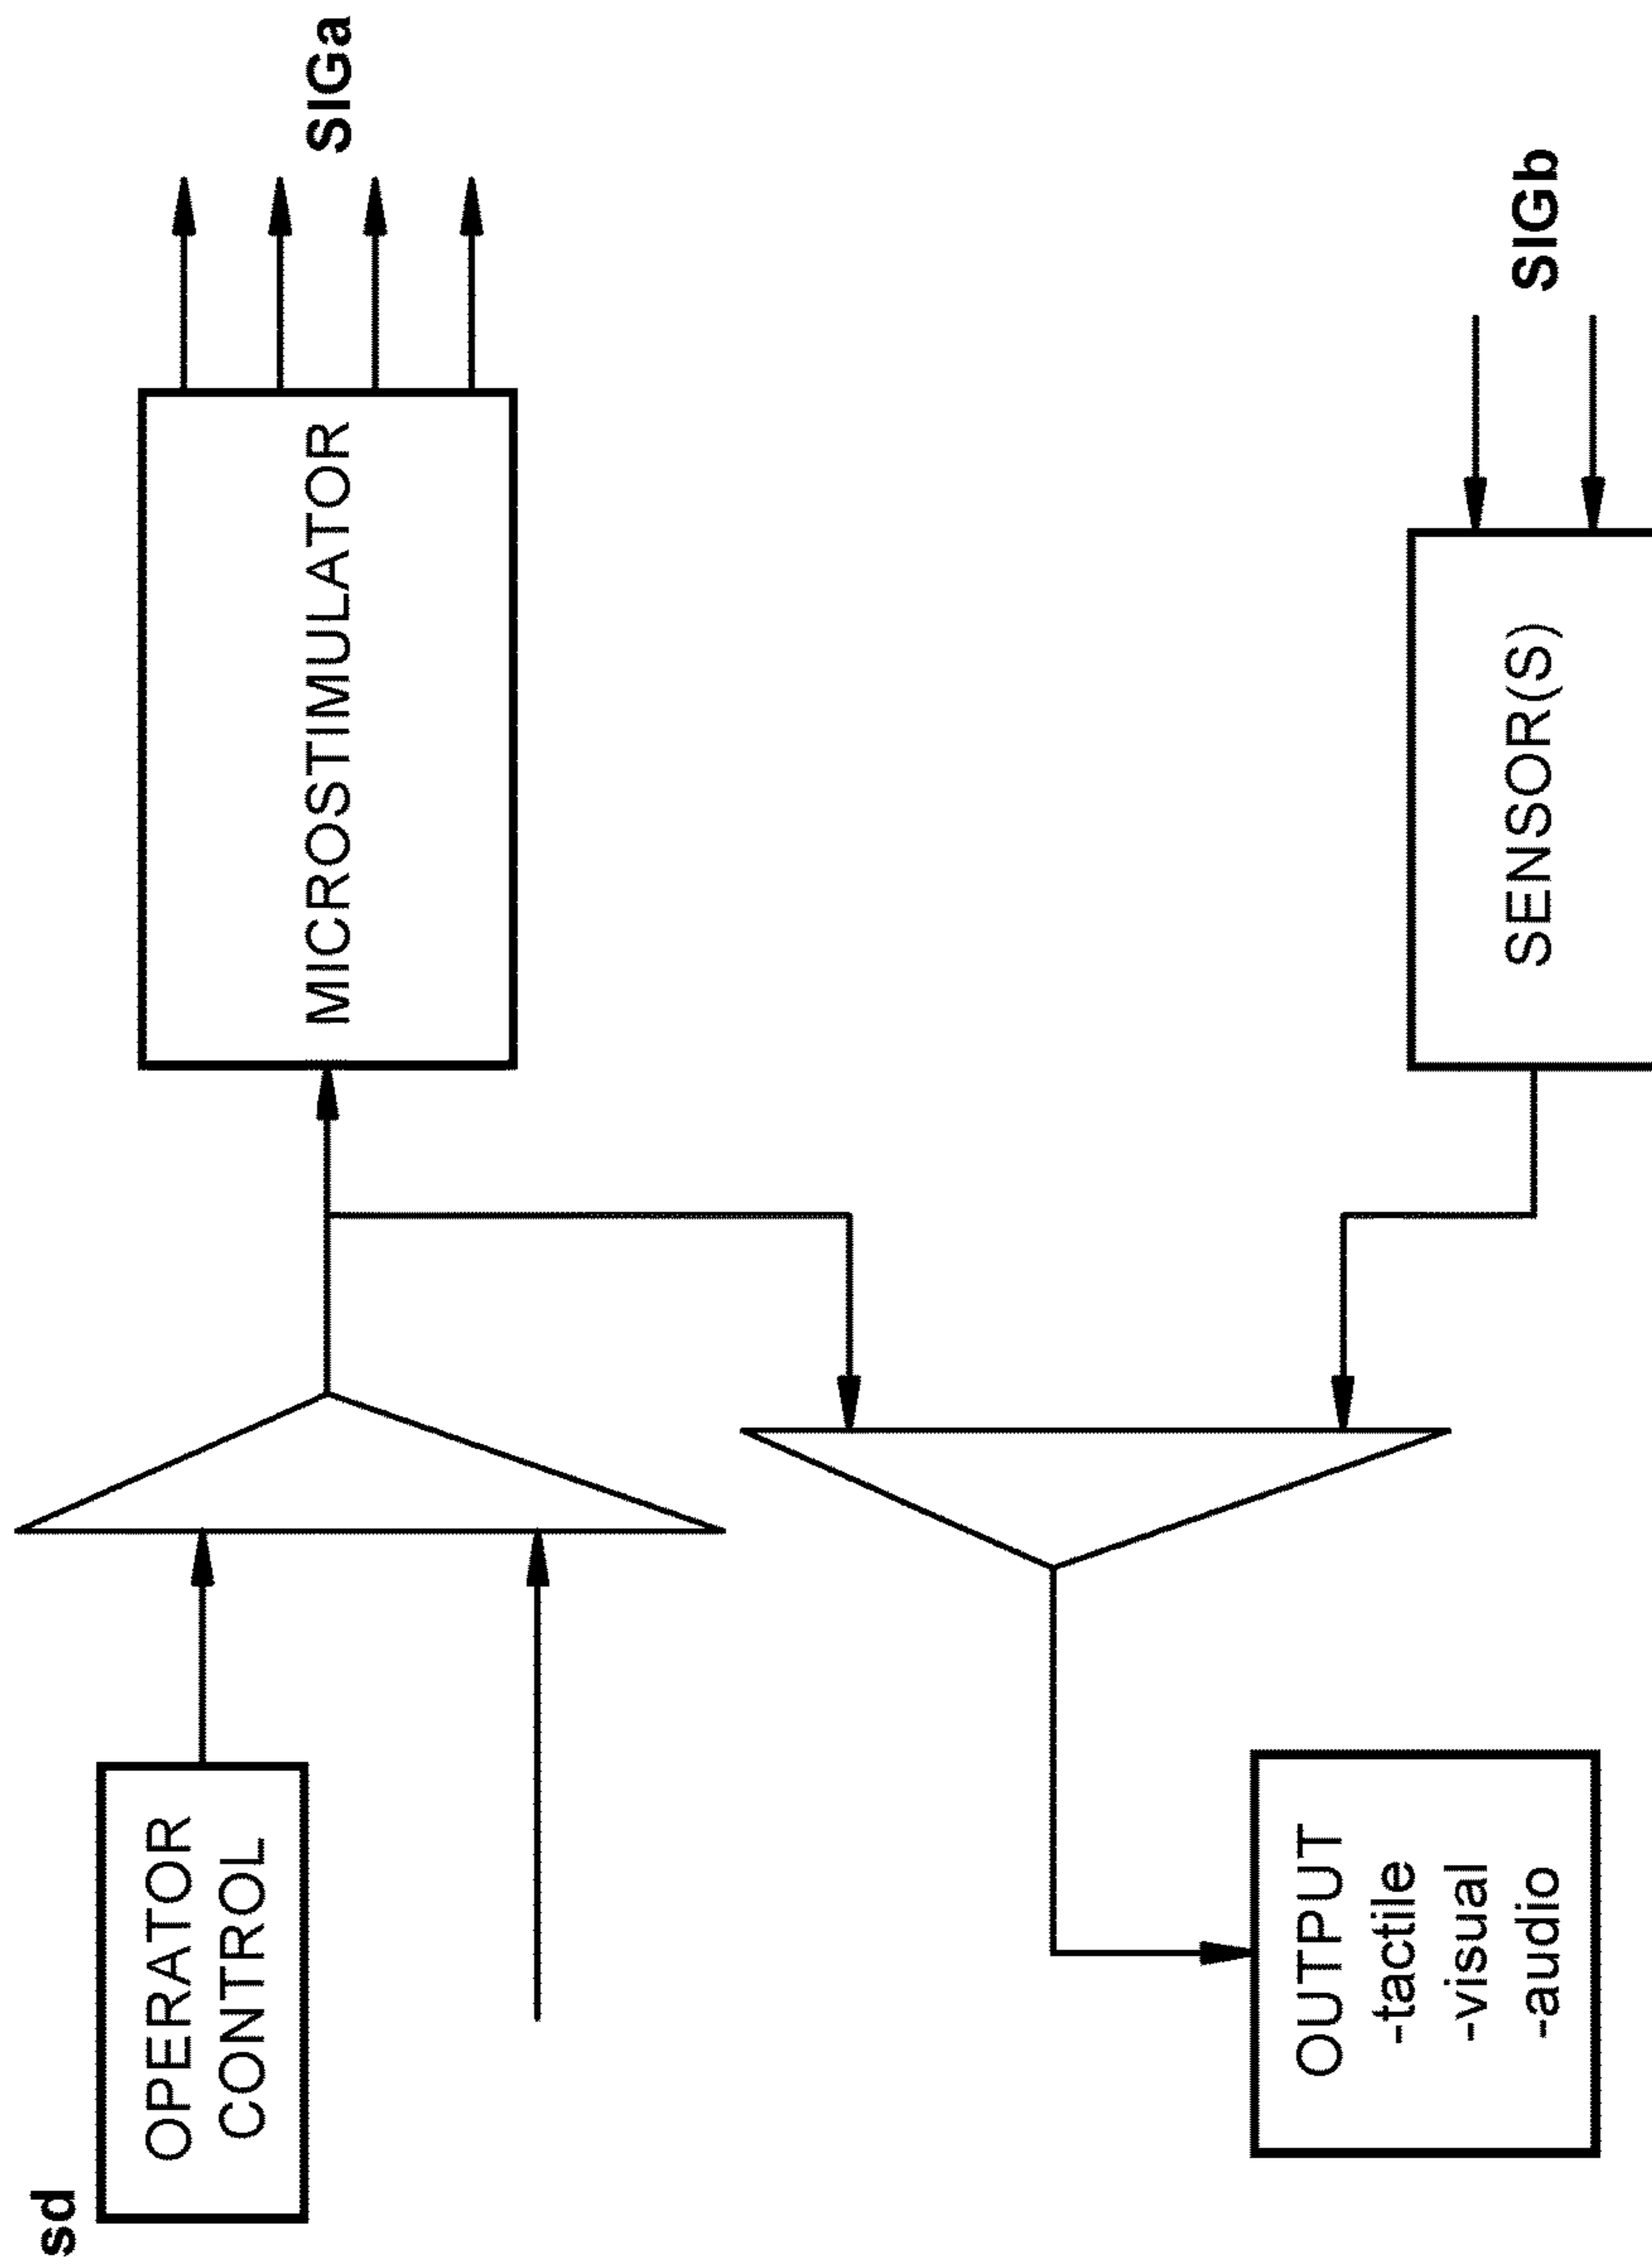 sd
OPERATOR
CONTROL
MICROSTIMULATOR
SIGa
OUTPUT
-tactile
-visual
-audio
SENSOR(S)
SIGb